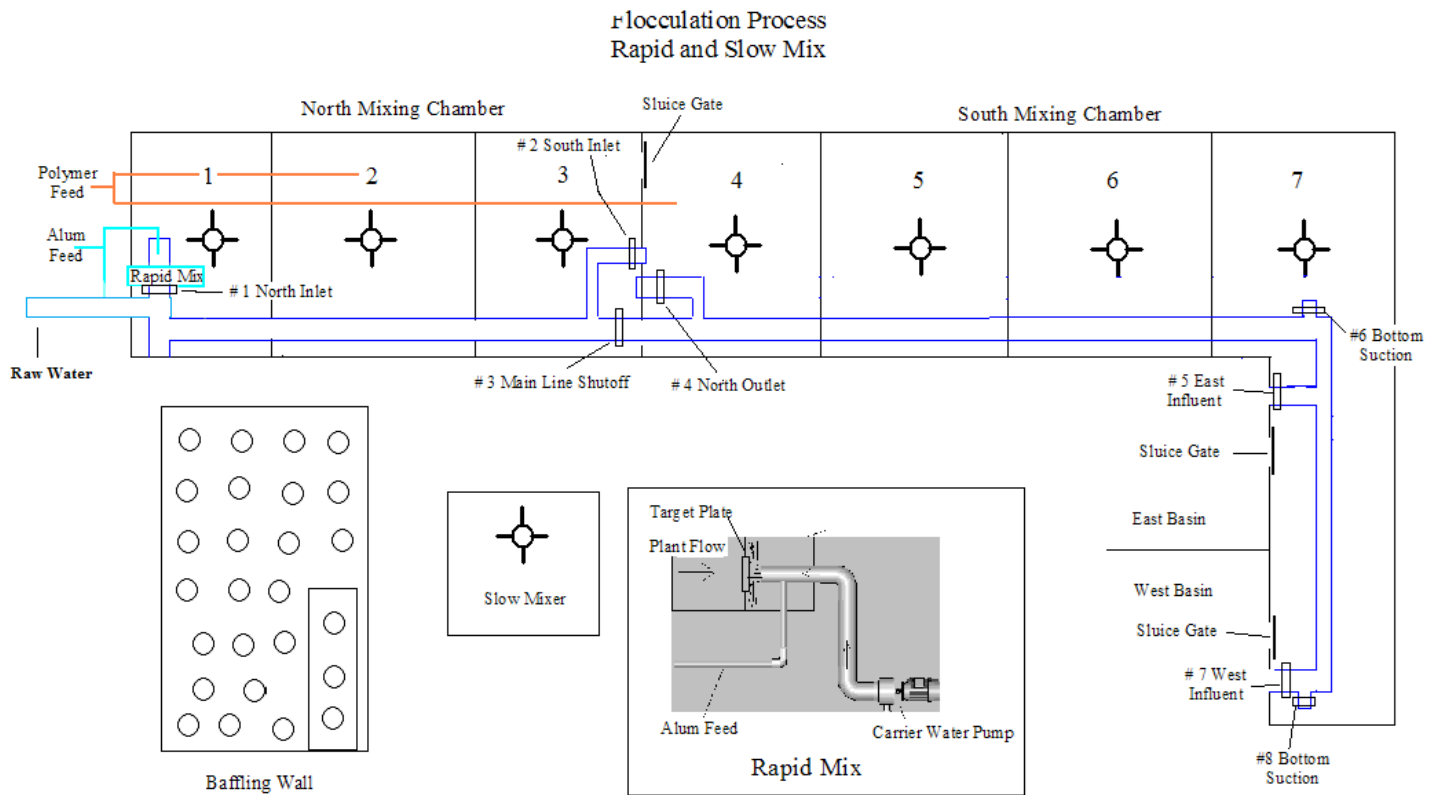 Flocculation Process
Rapid and Slow Mix
North Mixing Chamber
Sluice Gate
South Mixing Chamber
# 2 South Inlet
Polymer
Feed
1
2
3
4
5
6
7
Alum
Feed
Rapid Mix
# 1 North Inlet
Raw Water
# 3 Main Line Shutoff
# 4 North Outlet
#6 Bottom
Suction
# 5 East
Influent
Sluice Gate
East Basin
West Basin
Sluice Gate
# 7 West
Influent
#8 Bottom
Suction
Baffling Wall
Slow Mixer
Target Plate
Plant Flow
Alum Feed
Carrier Water Pump
Rapid Mix